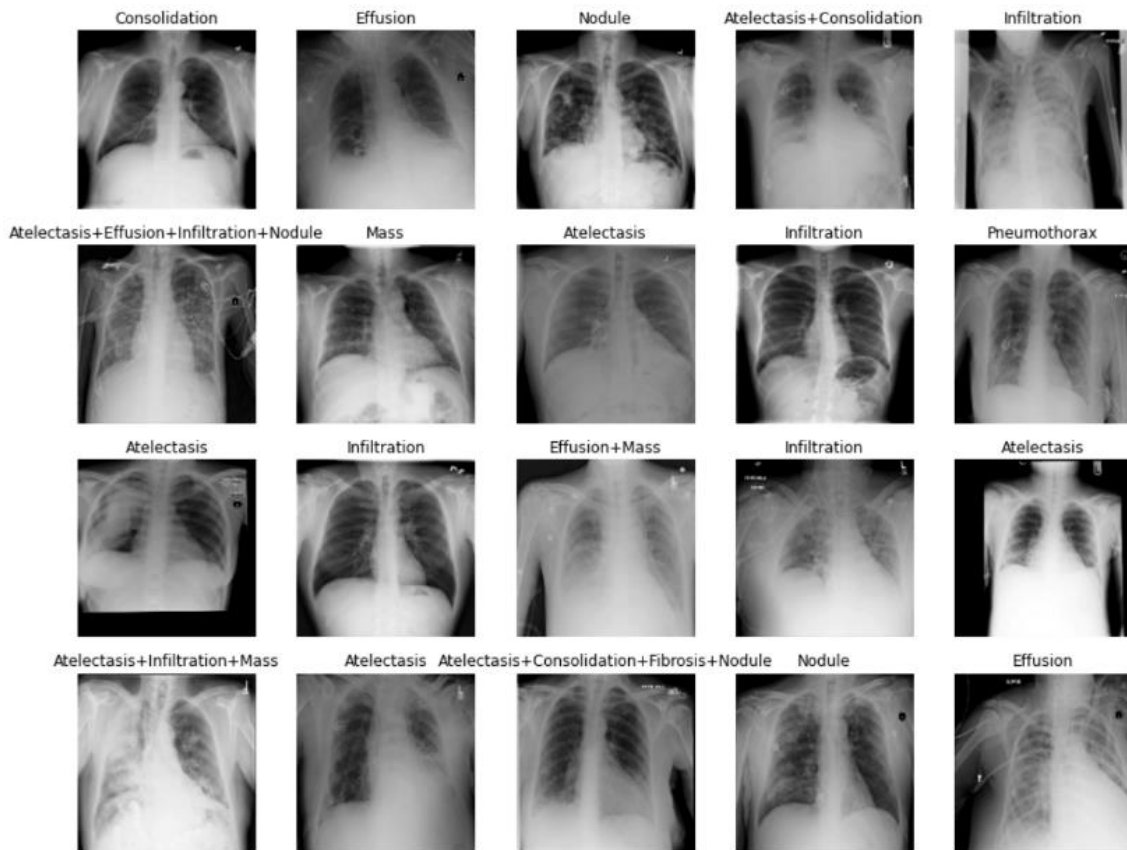 Consolidation
Effusion
Nodule
Atelectasis+Consolidation
Infiltration
Atelectasis+Effusion+Infiltration+Nodule
Mass
Atelectasis
Infiltration
Pneumothorax
Atelectasis
Infiltration
Effusion+Mass
Infiltration
Atelectasis
Atelectasis+Infiltration+Mass
Atelectasis
Atelectasis+Consolidation+Fibrosis+Nodule
Nodule
Effusion